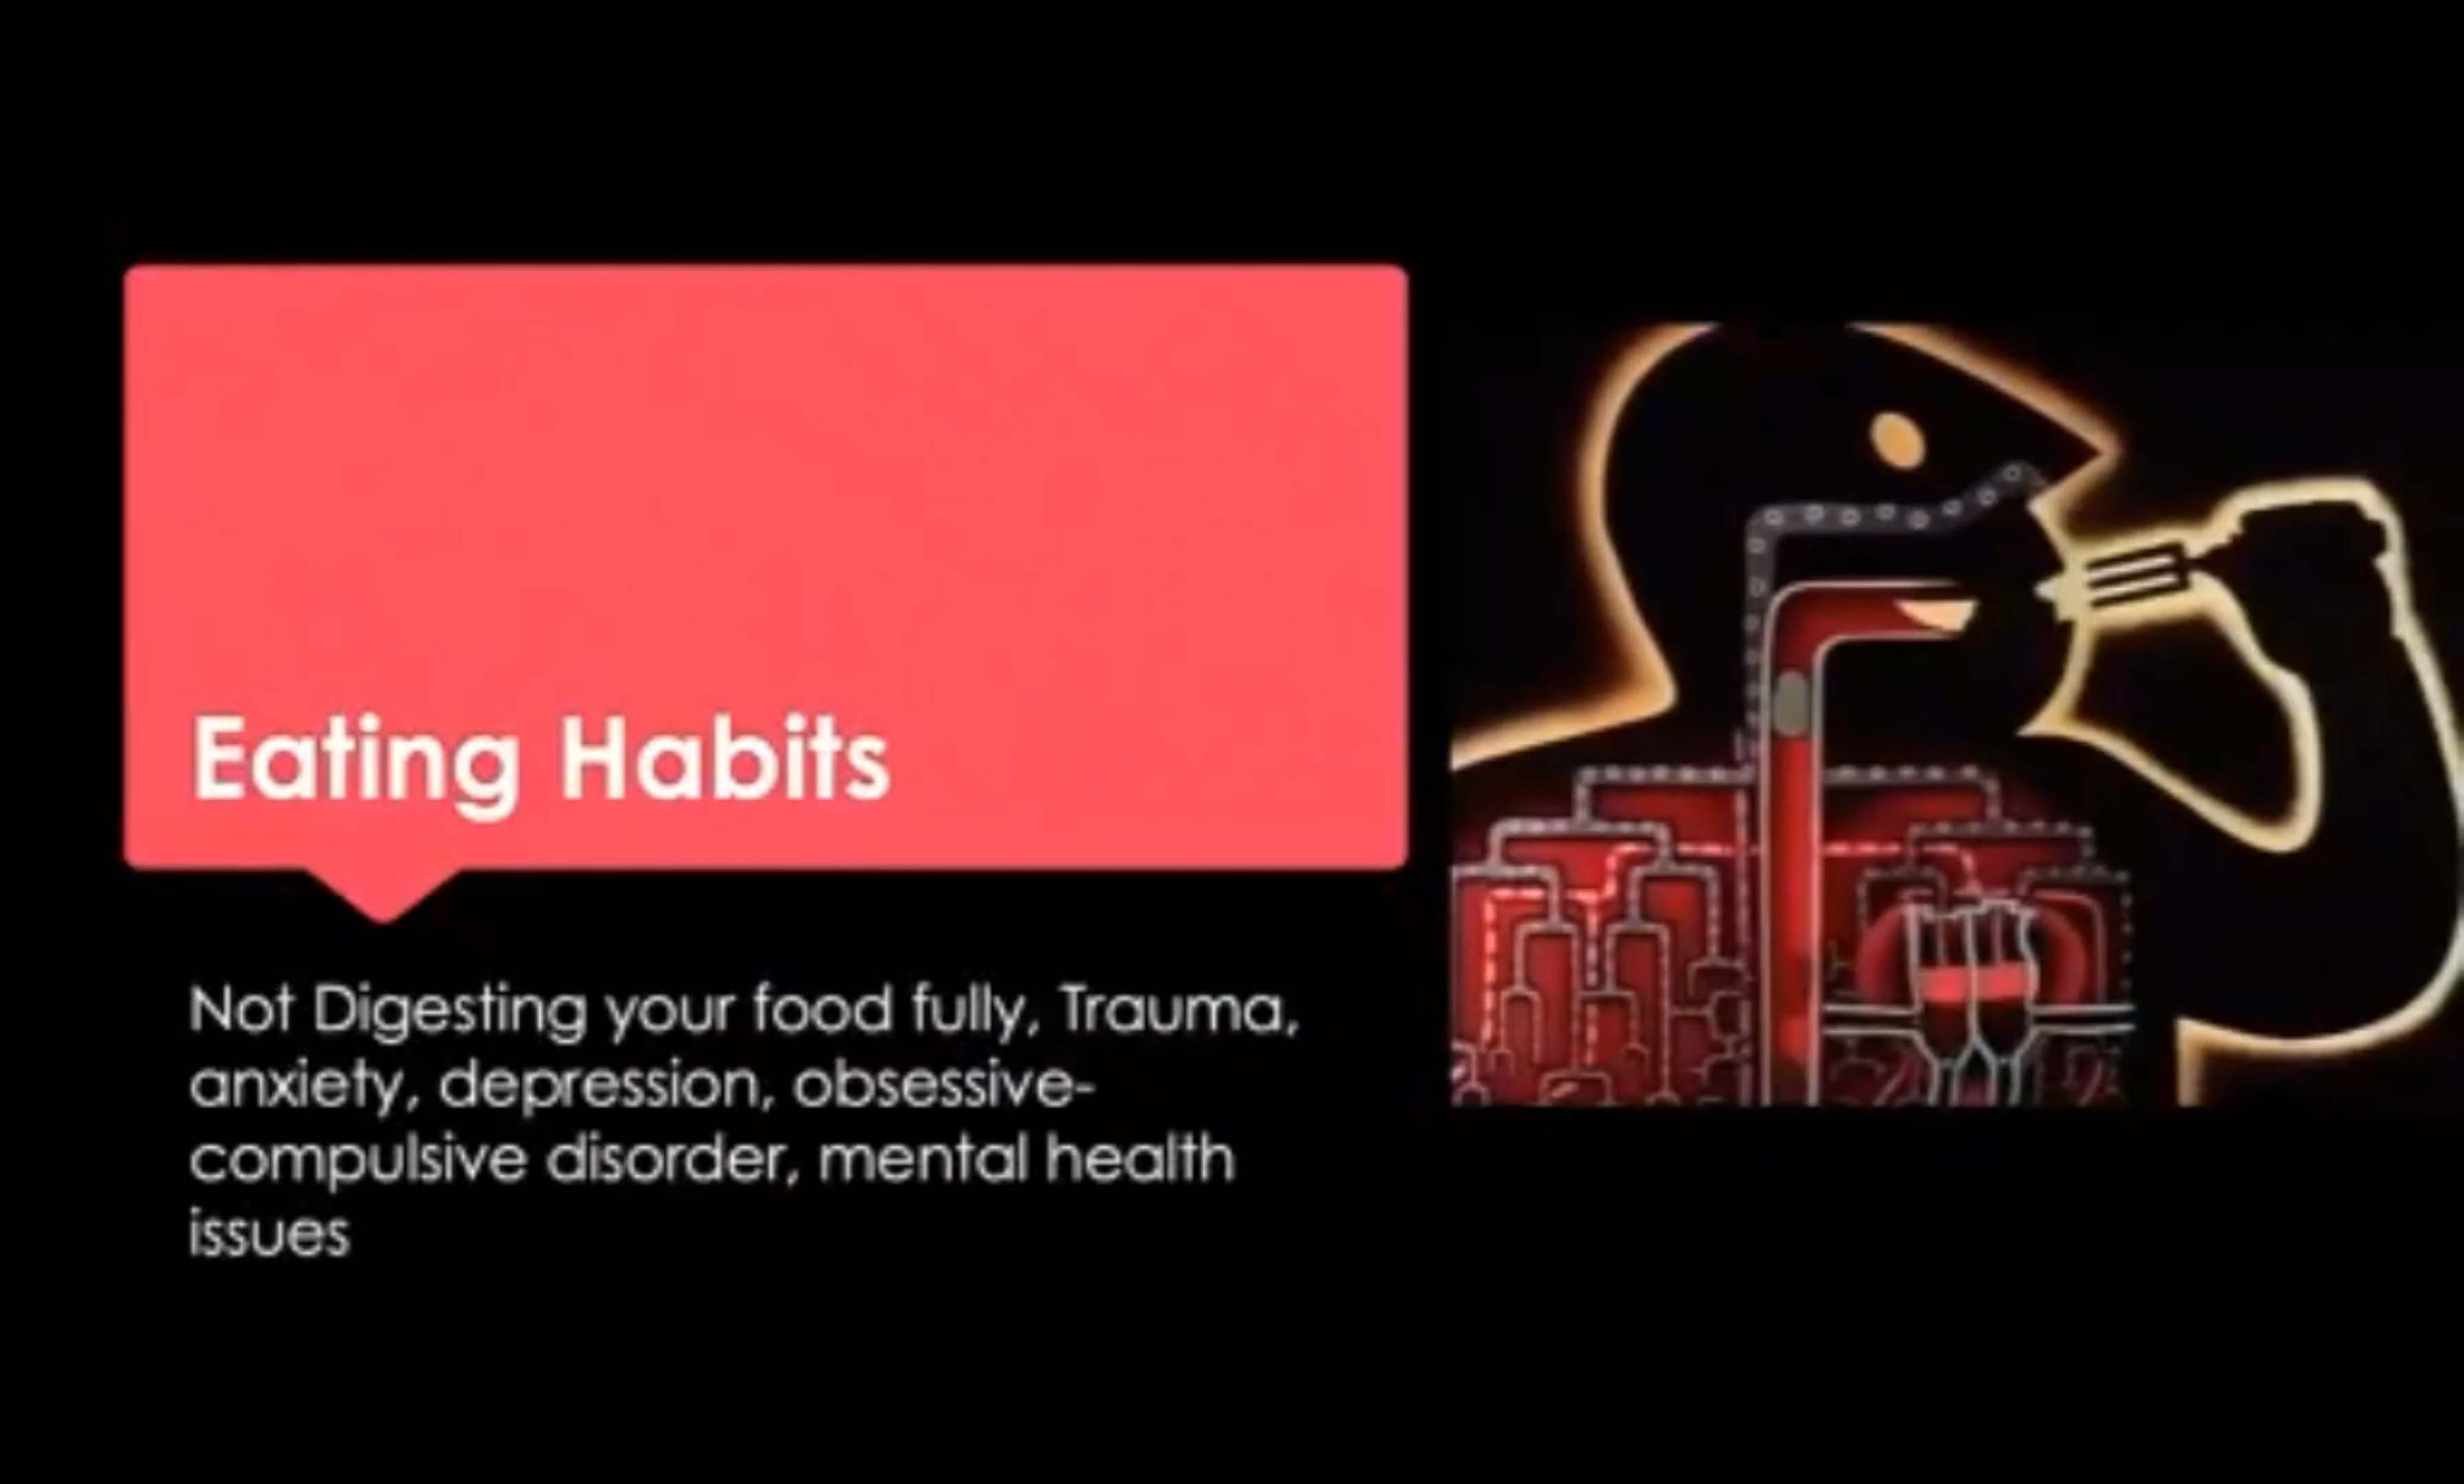 Eating Habits
Not Digesting your food fully, Trauma,
anxiety, depression, obsessive-
compulsive disorder, mental health
issues